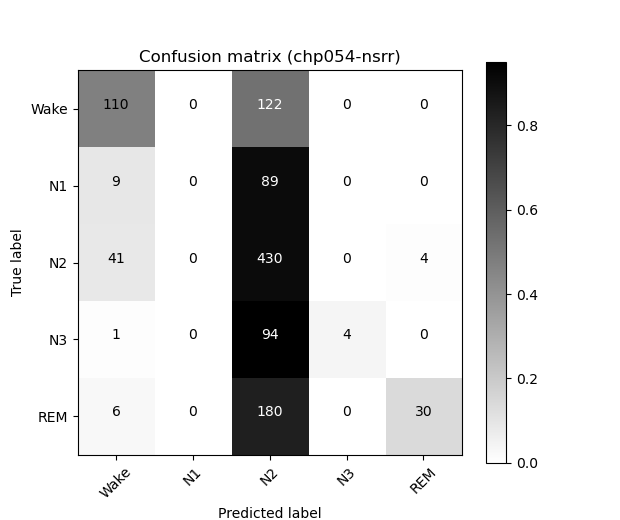 Confusion matrix (chp054-nsrr)
Wake 110 0 122 0 0
N1 9 0 89 0 0
N2 41 0 430 0 4
N3 1 0 94 4 0
REM 6 0 180 0 30
True label
Wake N1 N2 N3 REM
Predicted label
0.8
0.6
0.4
0.2
0.0